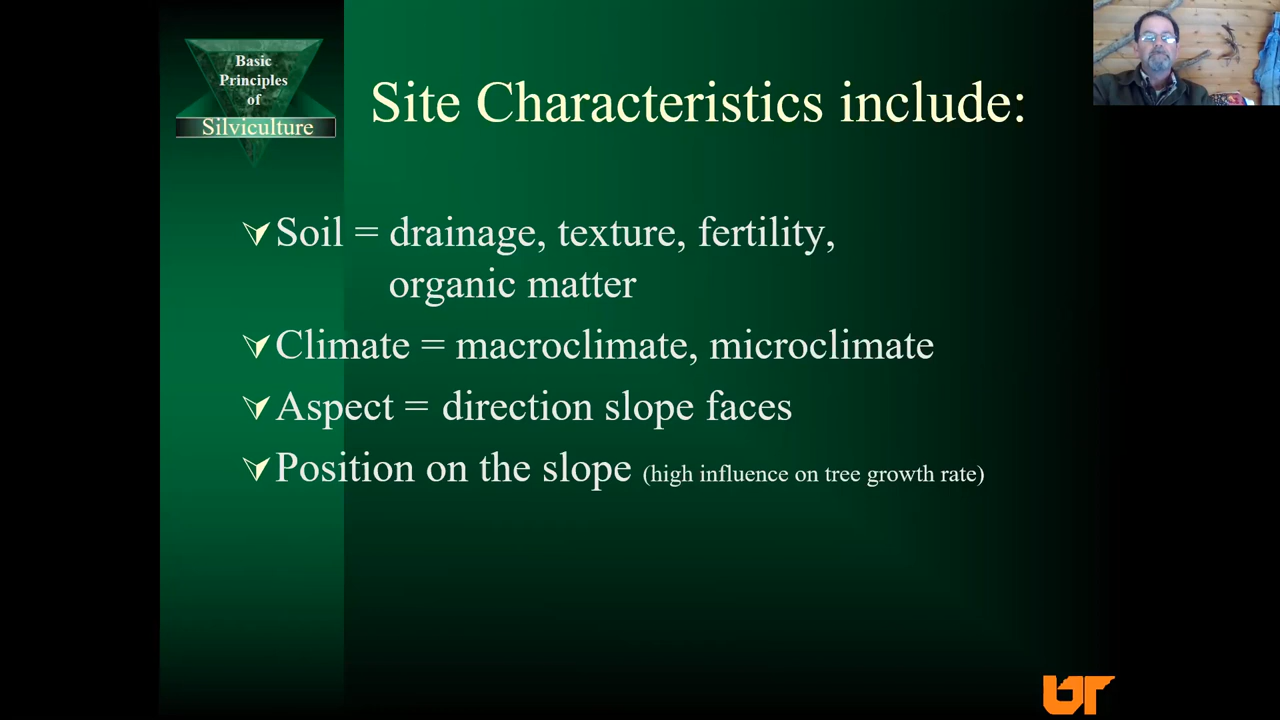 Basic
Principles
of
Silviculture
Site Characteristics include:
Soil = drainage, texture, fertility,
organic matter
Climate = macroclimate, microclimate
Aspect = direction slope faces
Position on the slope (high influence on tree growth rate)
UT